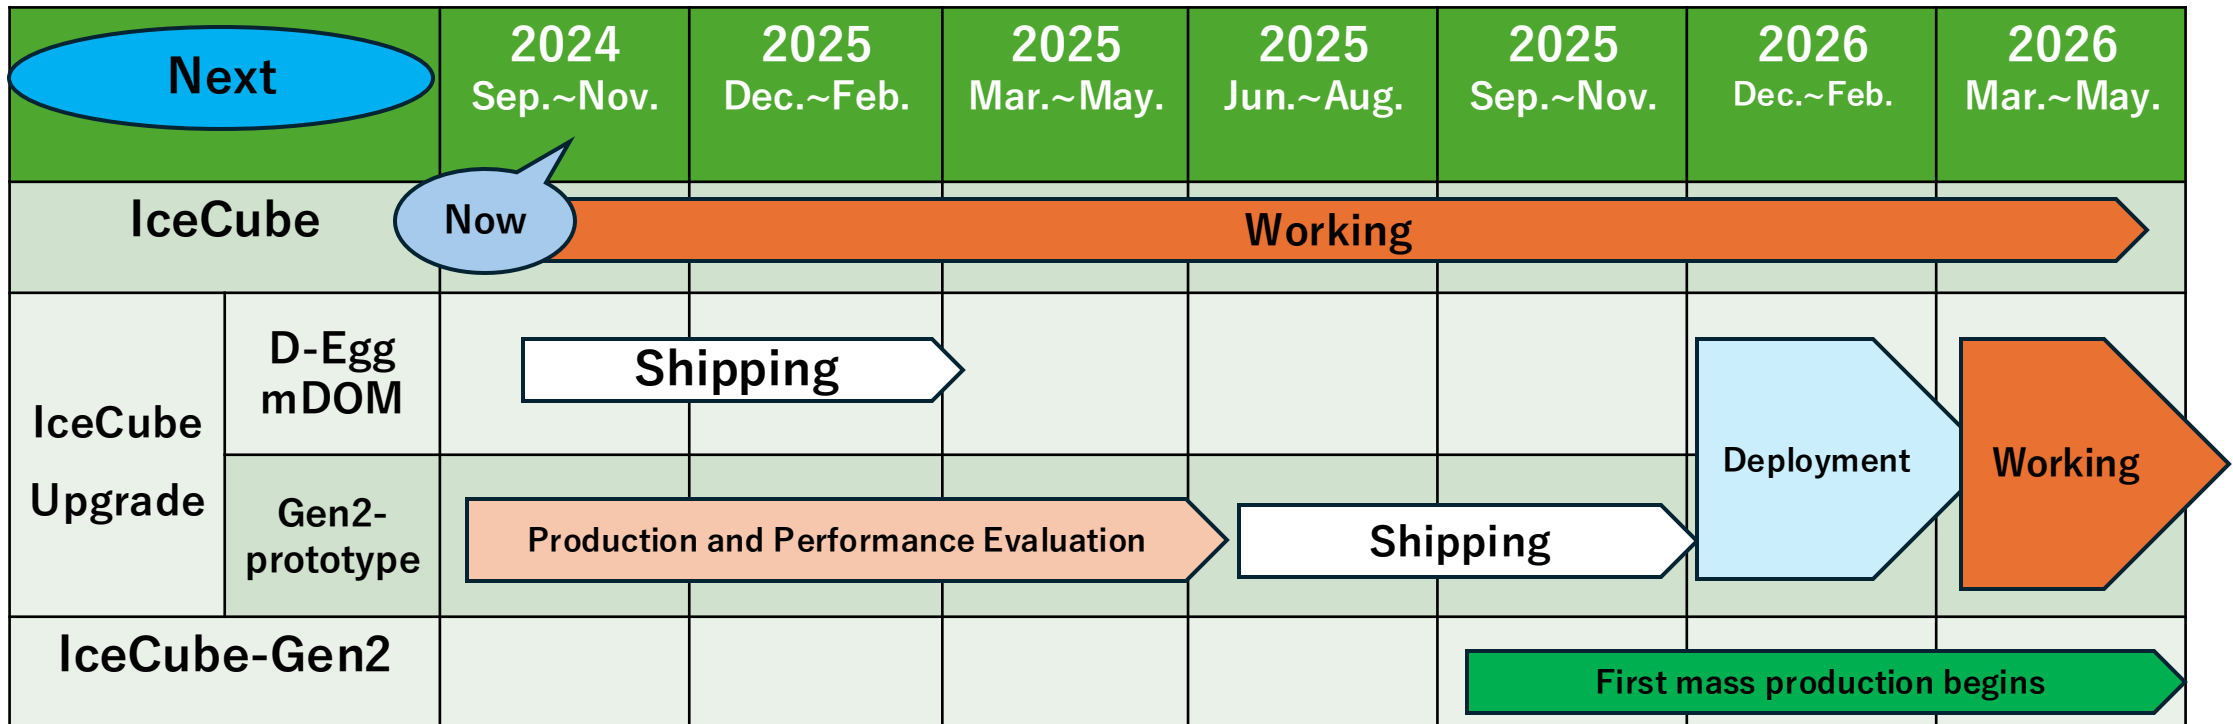 Next
2024
Sep.~Nov.
2025
Dec.~Feb.
2025
Mar.~May.
2025
Jun.~Aug.
2025
Sep.~Nov.
2026
Dec.~Feb.
2026
Mar.~May.
IceCube
Now
Working
IceCube
Upgrade
D-Egg
mDOM
Shipping
Deployment
Working
Gen2-
prototype
Production and Performance Evaluation
Shipping
IceCube-Gen2
First mass production begins